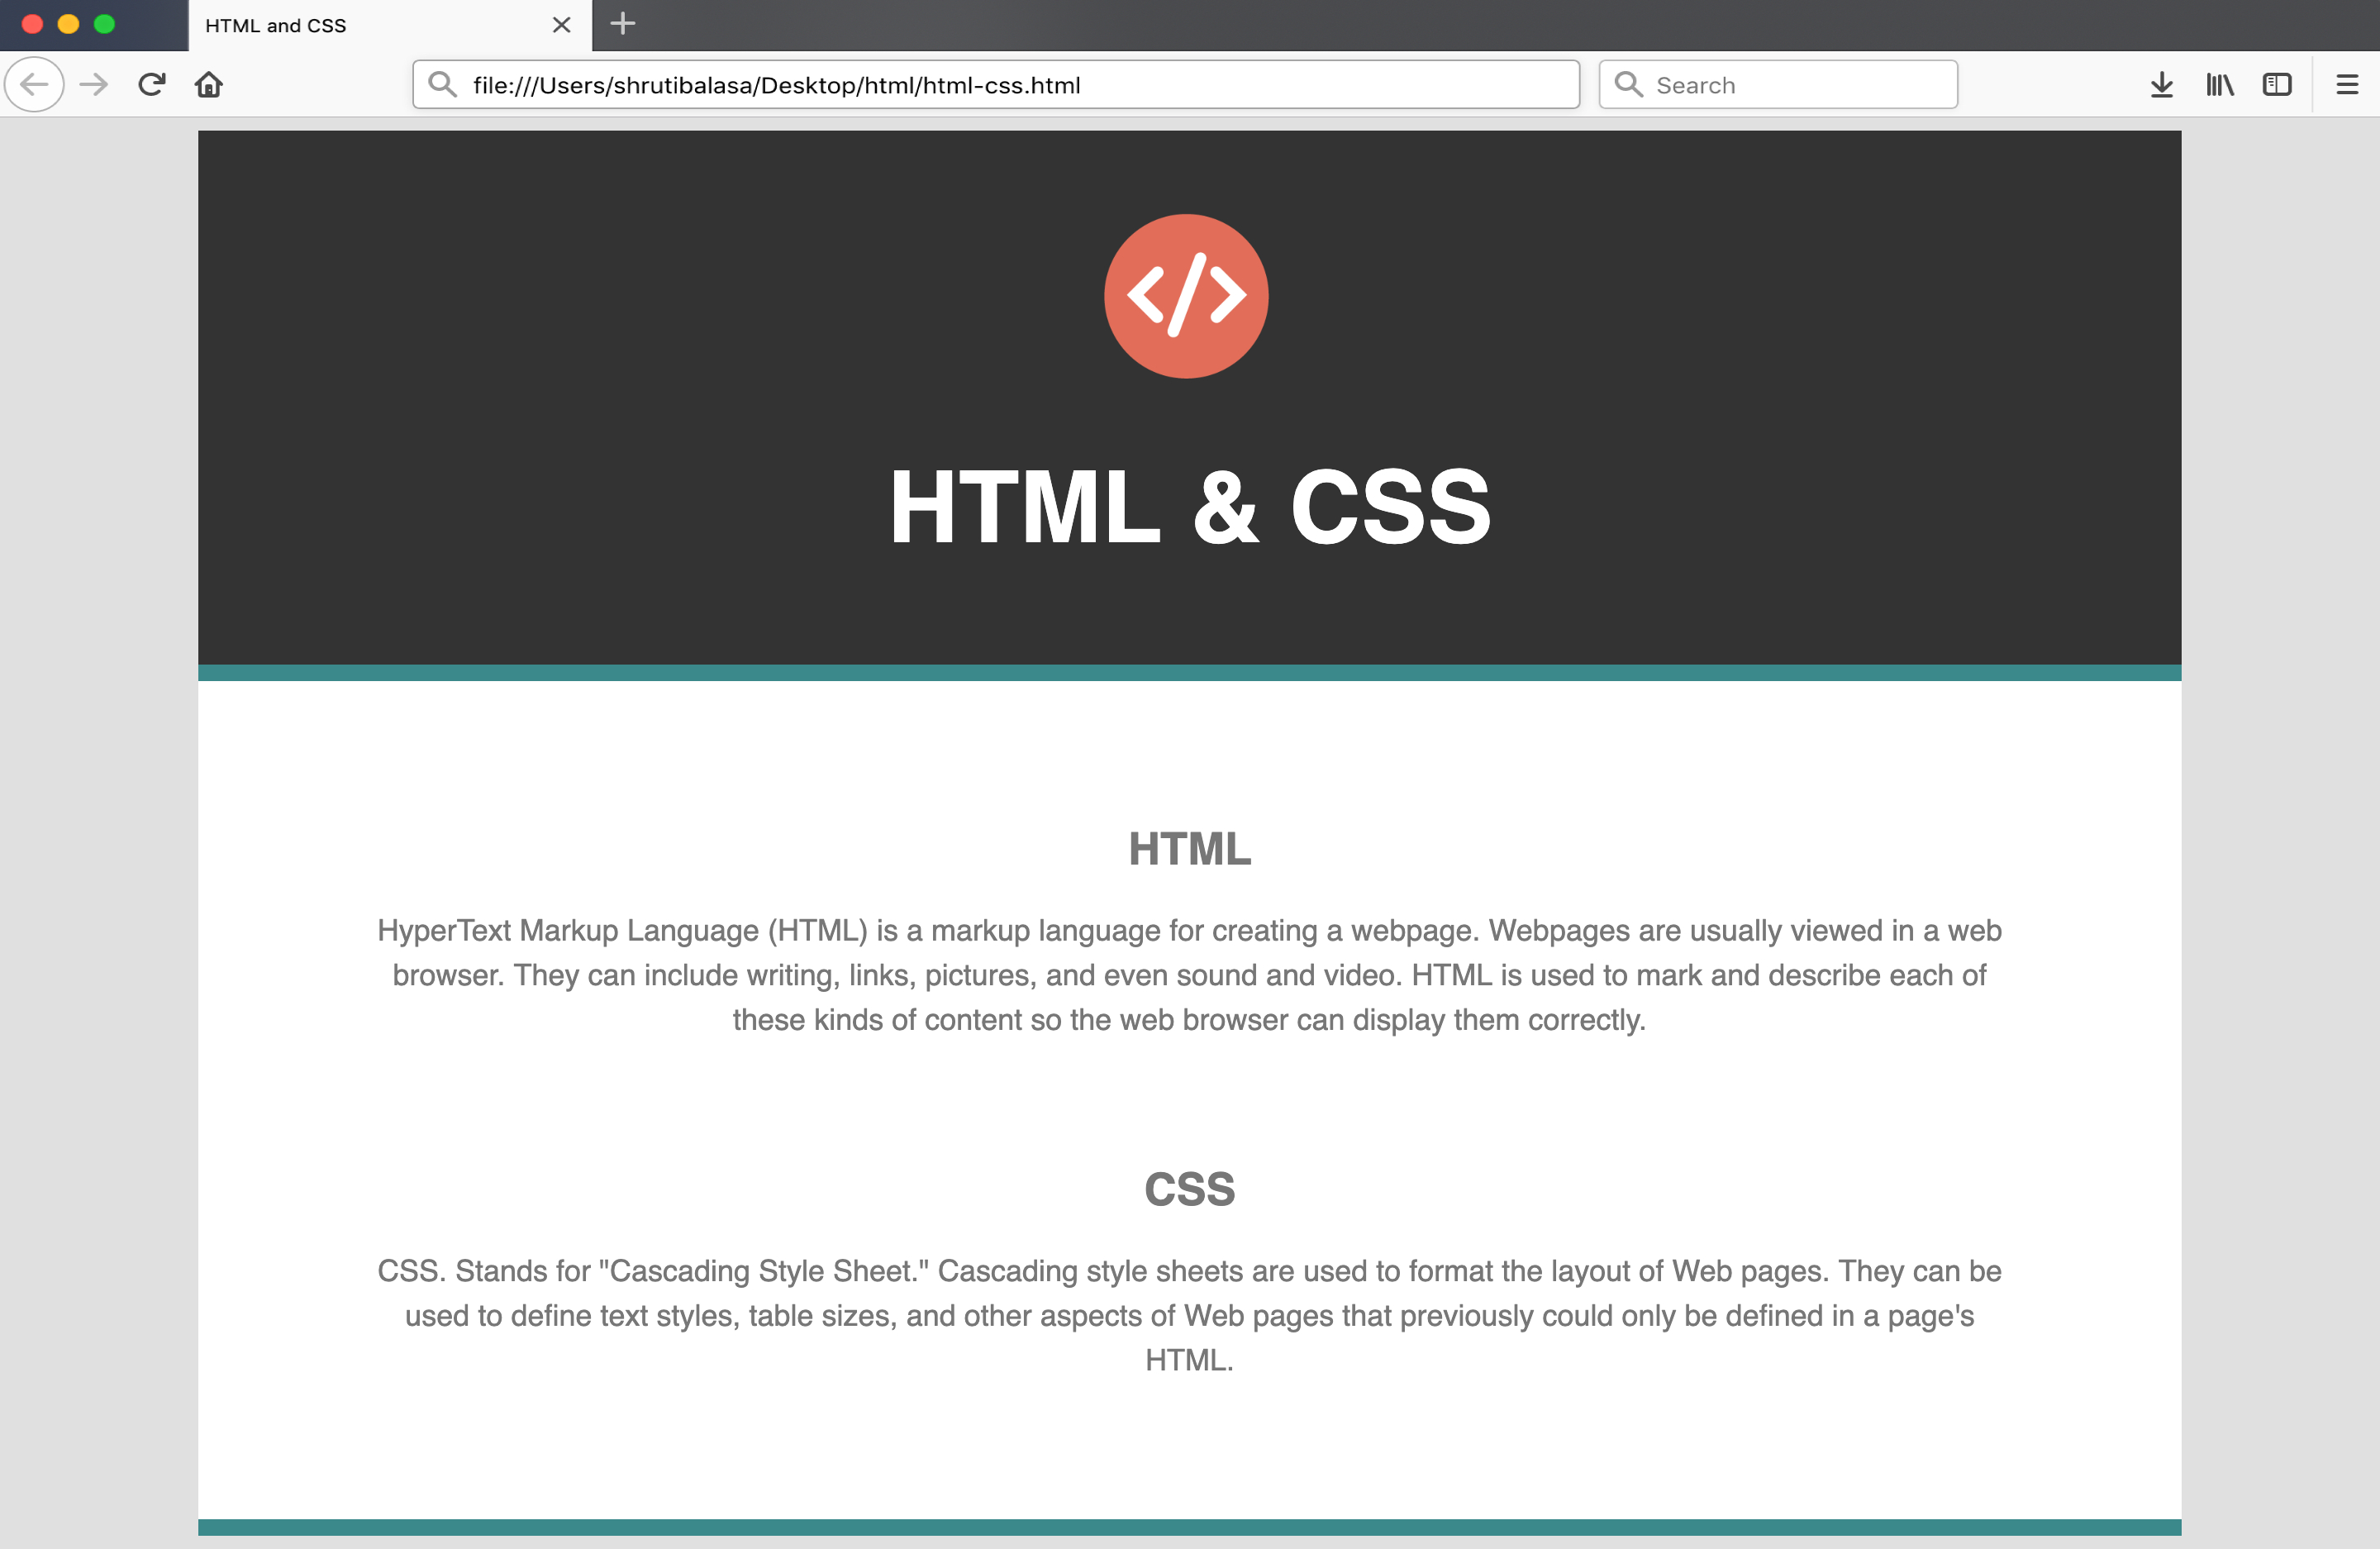 HTML and CSS
file:///Users/shrutibalasa/Desktop/html/html-css.html
Search
</>
HTML & CSS
HTML
HyperText Markup Language (HTML) is a markup language for creating a webpage. Webpages are usually viewed in a web
browser. They can include writing, links, pictures, and even sound and video. HTML is used to mark and describe each of
these kinds of content so the web browser can display them correctly.
CSS
CSS. Stands for "Cascading Style Sheet." Cascading style sheets are used to format the layout of Web pages. They can be
used to define text styles, table sizes, and other aspects of Web pages that previously could only be defined in a page's
HTML.